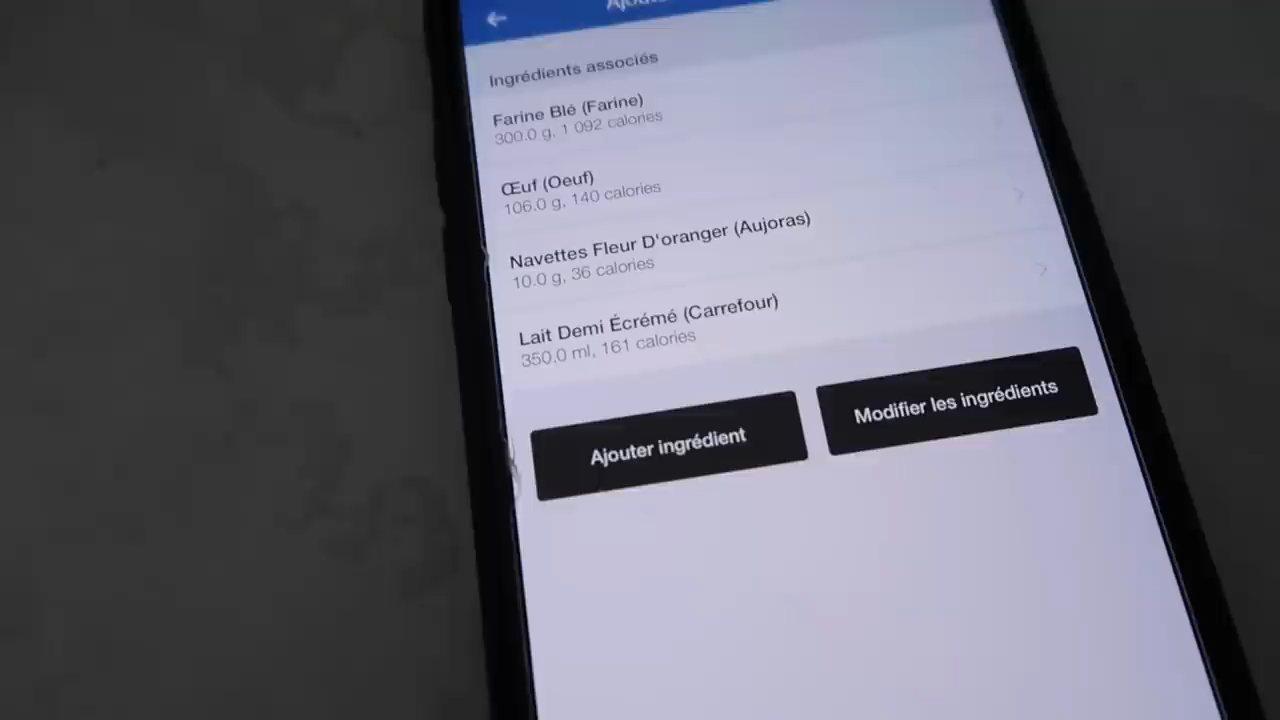 Ingrédients associés
Farine Blé (Farine)
300.0 g, 1 092 calories
Œuf (Oeuf)
106.0 g, 140 calories
Navettes Fleur D'oranger (Aujoras)
10.0 g, 36 calories
Lait Demi Écrémé (Carrefour)
350.0 ml, 161 calories
Ajouter ingrédient
Modifier les ingrédients